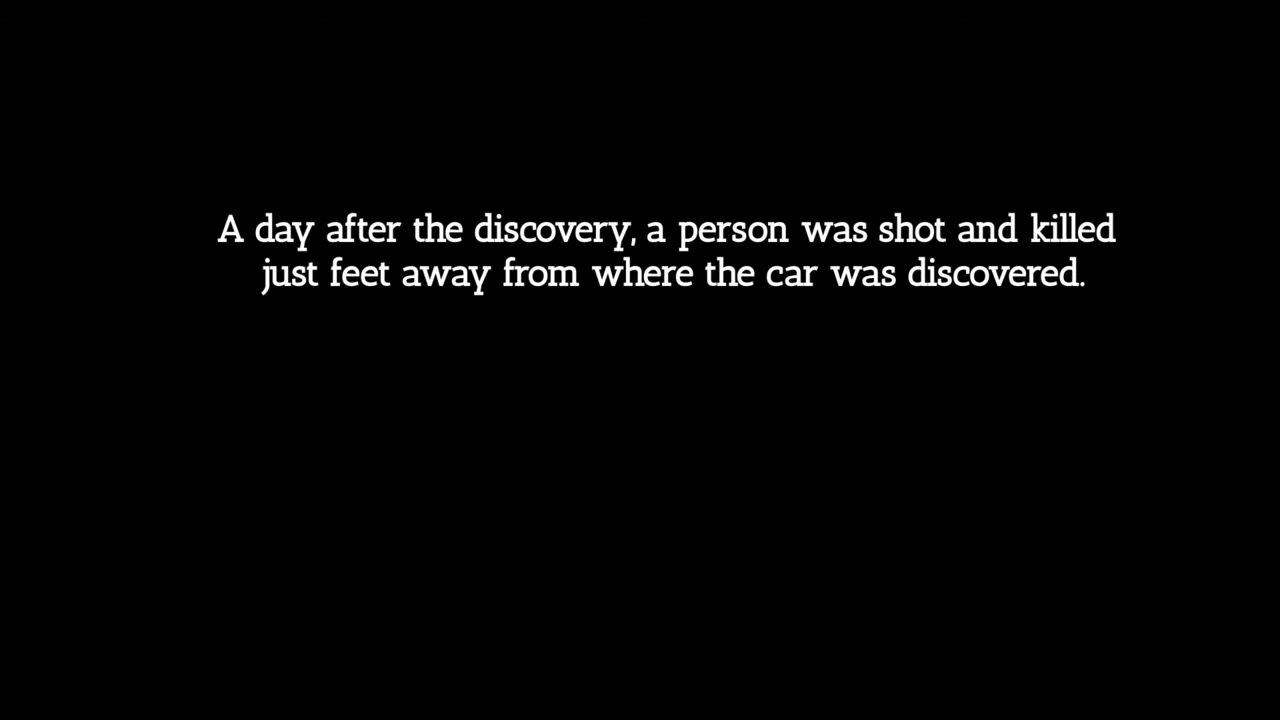 A day after the discovery, a person was shot and killed
just feet away from where the car was discovered.